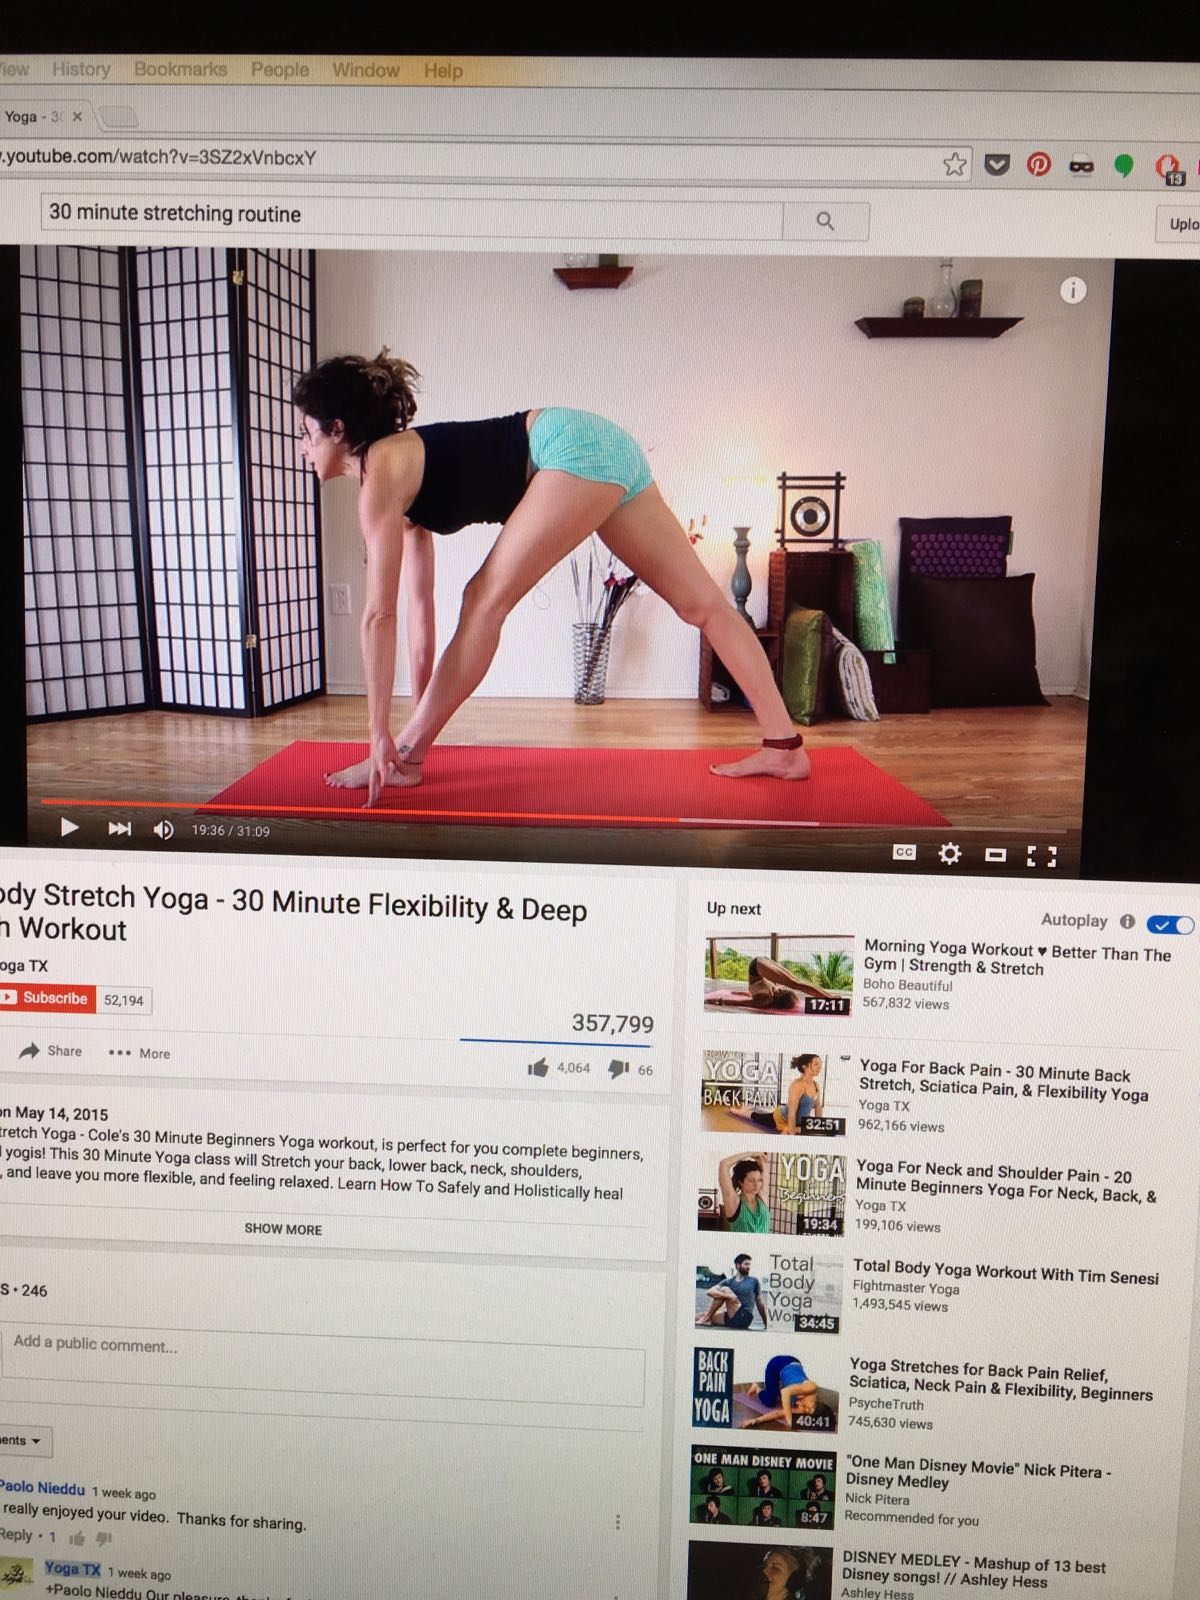 History Bookmarks People Window Help
Yoga - 30
youtube.com/watch?v=3SZ2xVnbcxY
13
30 minute stretching routine
19:36 / 31:09
CC
Stretch Yoga - 30 Minute Flexibility & Deep
Workout
TX
Subscribe 52,194
357,799
Share ••• More
4,064 66
on May 14, 2015
Yoga - Cole's 30 Minute Beginners Yoga workout, is perfect for you complete beginners,
yogis! This 30 Minute Yoga class will Stretch your back, lower back, neck, shoulders,
, and leave you more flexible, and feeling relaxed. Learn How To Safely and Holistically heal
SHOW MORE
• 246
Add a public comment...
Paolo Nieddu 1 week ago
really enjoyed your video. Thanks for sharing.
Reply • 1
Yoga TX 1 week ago
+Paolo Nieddu Our
Up next
Autoplay
Morning Yoga Workout ♥ Better Than The
Gym | Strength & Stretch
Boho Beautiful
567,832 views
17:11
Yoga For Back Pain - 30 Minute Back
Stretch, Sciatica Pain, & Flexibility Yoga
Yoga TX
962,166 views
YOGA
BACK PAIN
32:51
Yoga For Neck and Shoulder Pain - 20
Minute Beginners Yoga For Neck, Back, &
Yoga TX
199,106 views
YOGA
Beginners
19:34
Total Body Yoga Workout With Tim Senesi
Fightmaster Yoga
1,493,545 views
Total
Body
Yoga
34:45
Yoga Stretches for Back Pain Relief,
Sciatica, Neck Pain & Flexibility, Beginners
PsycheTruth
745,630 views
BACK
PAIN
YOGA
40:41
"One Man Disney Movie" Nick Pitera -
Disney Medley
Nick Pitera
Recommended for you
ONE MAN DISNEY MOVIE
8:47
DISNEY MEDLEY - Mashup of 13 best
Disney songs! // Ashley Hess
Ashley Hess